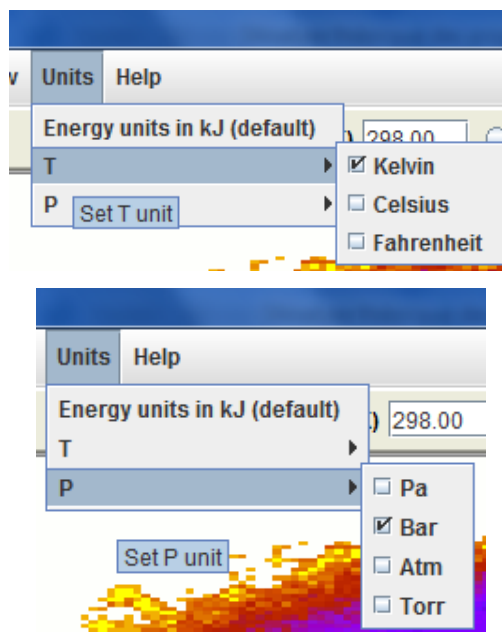 Units Help
Energy units in kJ (default)
) 298.00
T
Kelvin
P
Set T unit
Celsius
Fahrenheit
Units Help
Energy units in kJ (default)
) 298.00
T
P
Pa
Bar
Set P unit
Atm
Torr